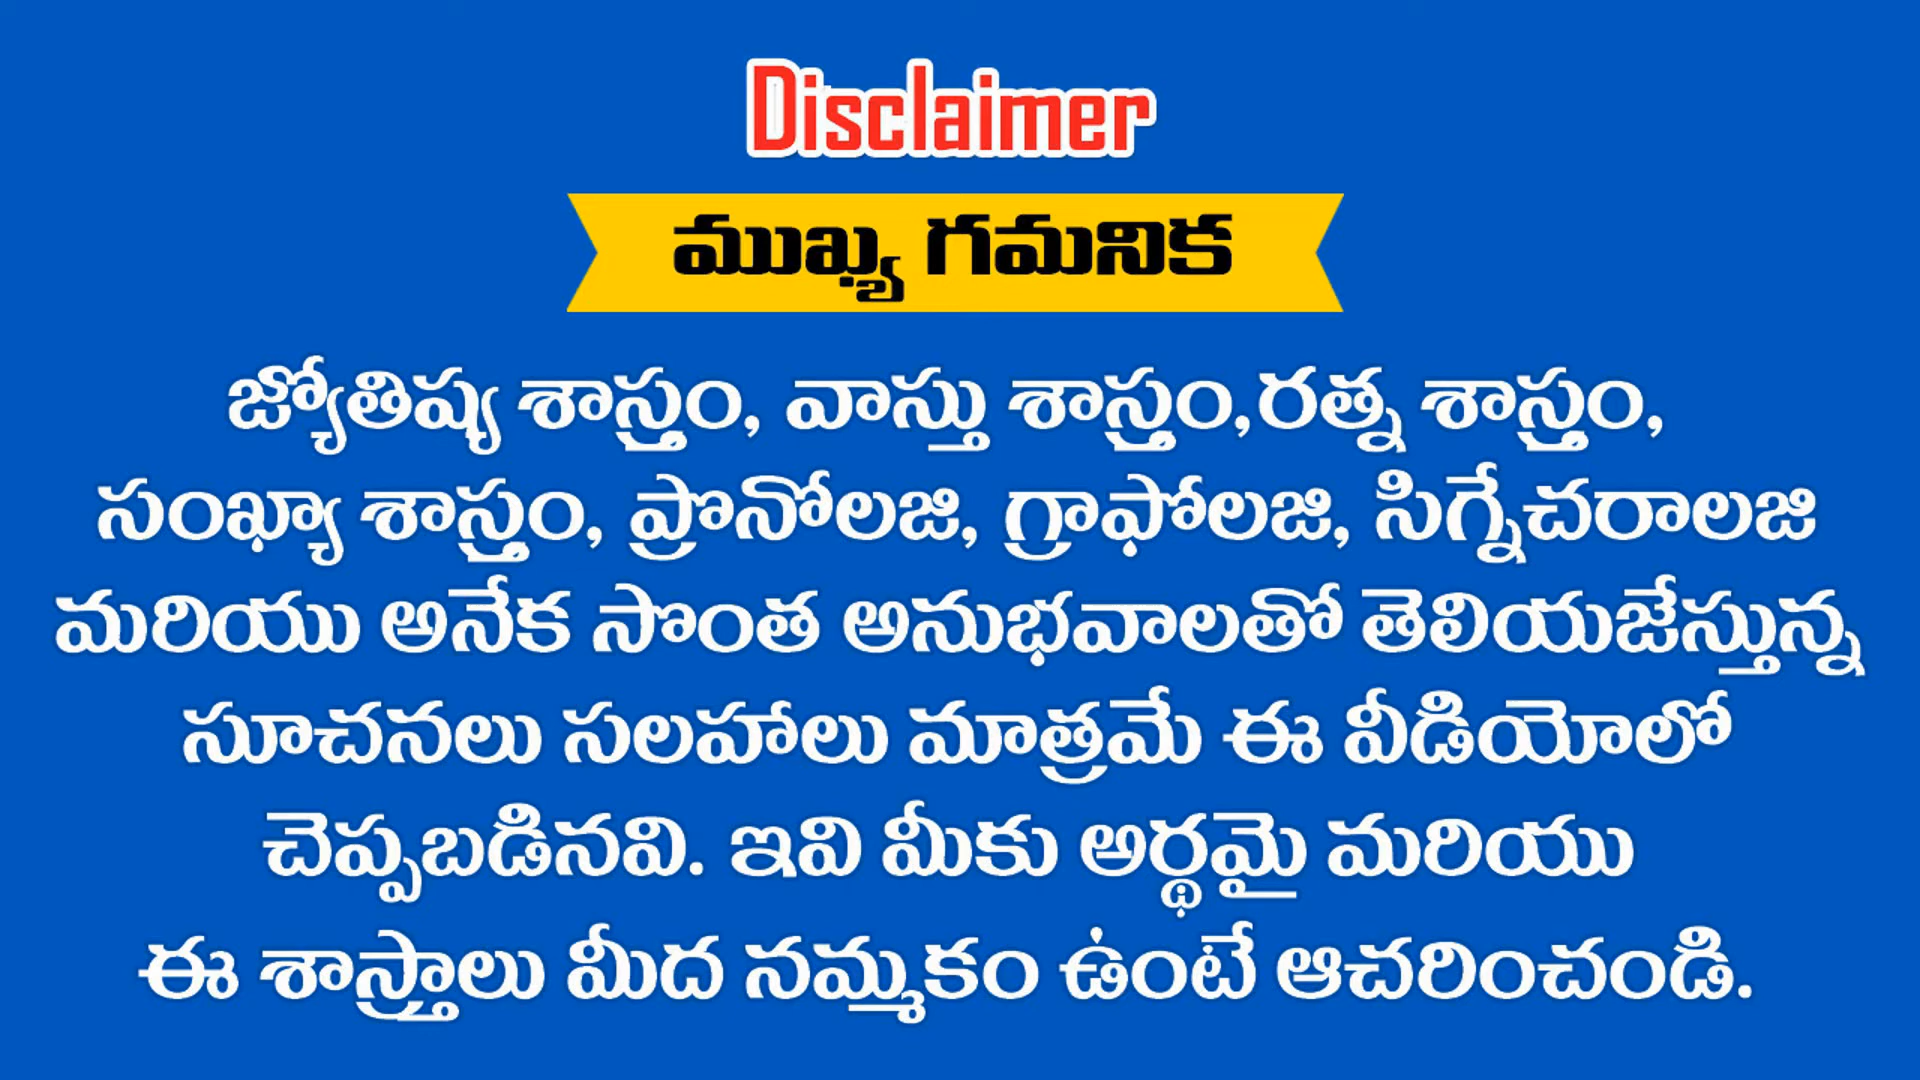 Disclaimer
ముఖ్య గమనిక
జ్యోతిష్య శాస్త్రం, వాస్తు శాస్త్రం,రత్న శాస్త్రం,
సంఖ్యా శాస్త్రం, ప్రొనోలజి, గ్రాఫోలజి, సిగ్నేచరాలజి
మరియు అనేక సొంత అనుభవాలతో తెలియజేస్తున్న
సూచనలు సలహాలు మాత్రమే ఈ వీడియోలో
చెప్పబడినవి. ఇవి మీకు అర్థమై మరియు
ఈ శాస్త్రాలు మీద నమ్మకం ఉంటే ఆచరించండి.